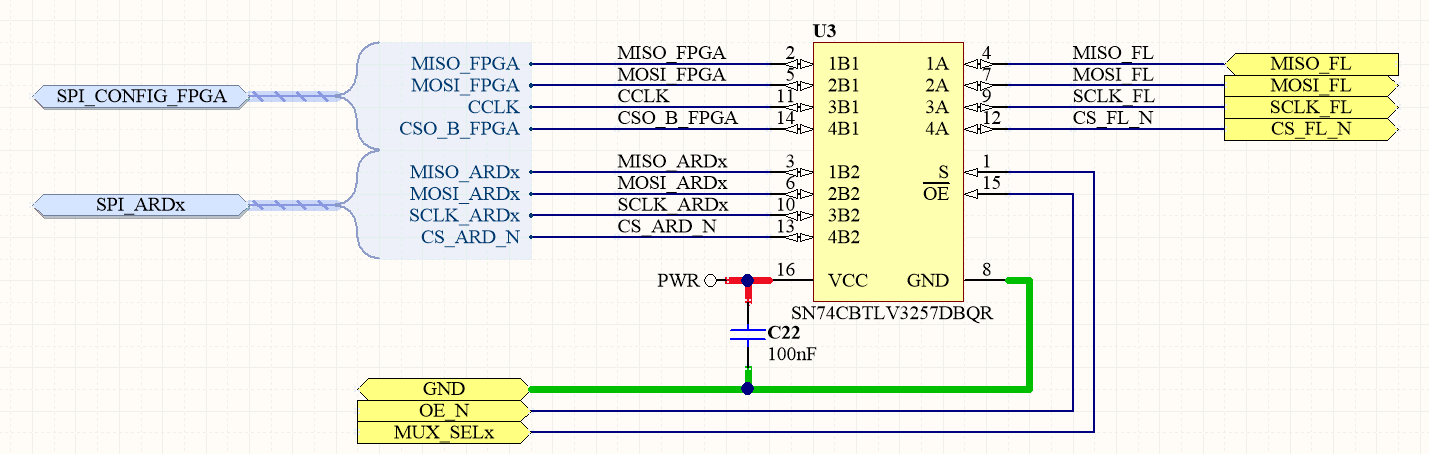 U3
MISO_FPGA MISO_FPGA 2 1B1 1A 4 MISO_FL MISO_FL
MOSI_FPGA MOSI_FPGA 5 2B1 2A 7 MOSI_FL MOSI_FL
SPI_CONFIG_FPGA
CCLK CCLK 11 3B1 3A 9 SCLK_FL SCLK_FL
CSO_B_FPGA CSO_B_FPGA 14 4B1 4A 12 CS_FL_N CS_FL_N
MISO_ARDx MISO_ARDx 3 1B2 S 1
MOSI_ARDx MOSI_ARDx 6 2B2 OE 15
SPI_ARDx
SCLK_ARDx SCLK_ARDx 10 3B2
CS_ARD_N CS_ARD_N 13 4B2
PWR 16 VCC GND 8
SN74CBTLV3257DBQR
C22
100nF
GND
OE_N
MUX_SELx